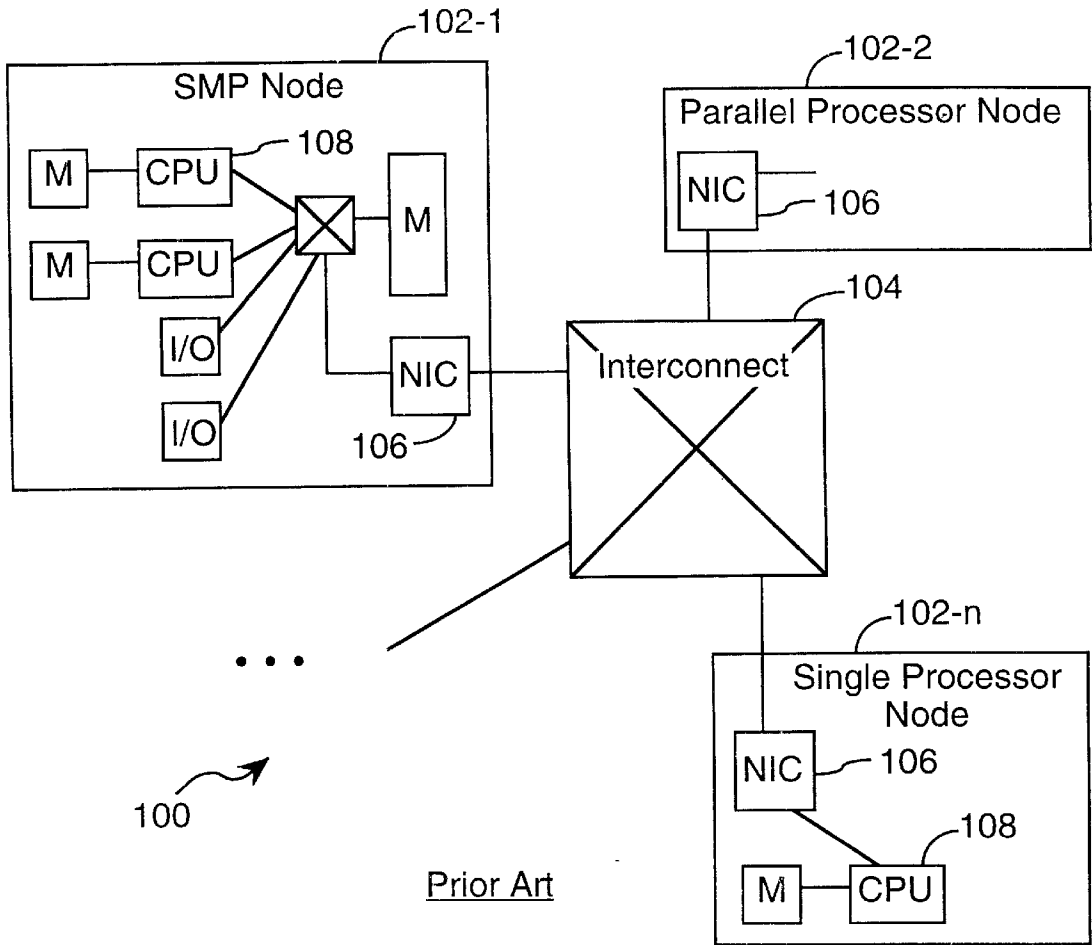 102-1
SMP Node
108
M
CPU
M
M
CPU
I/O
I/O
NIC
106
102-2
Parallel Processor Node
NIC
106
104
Interconnect
102-n
Single Processor
Node
NIC
106
108
M
CPU
100
Prior Art